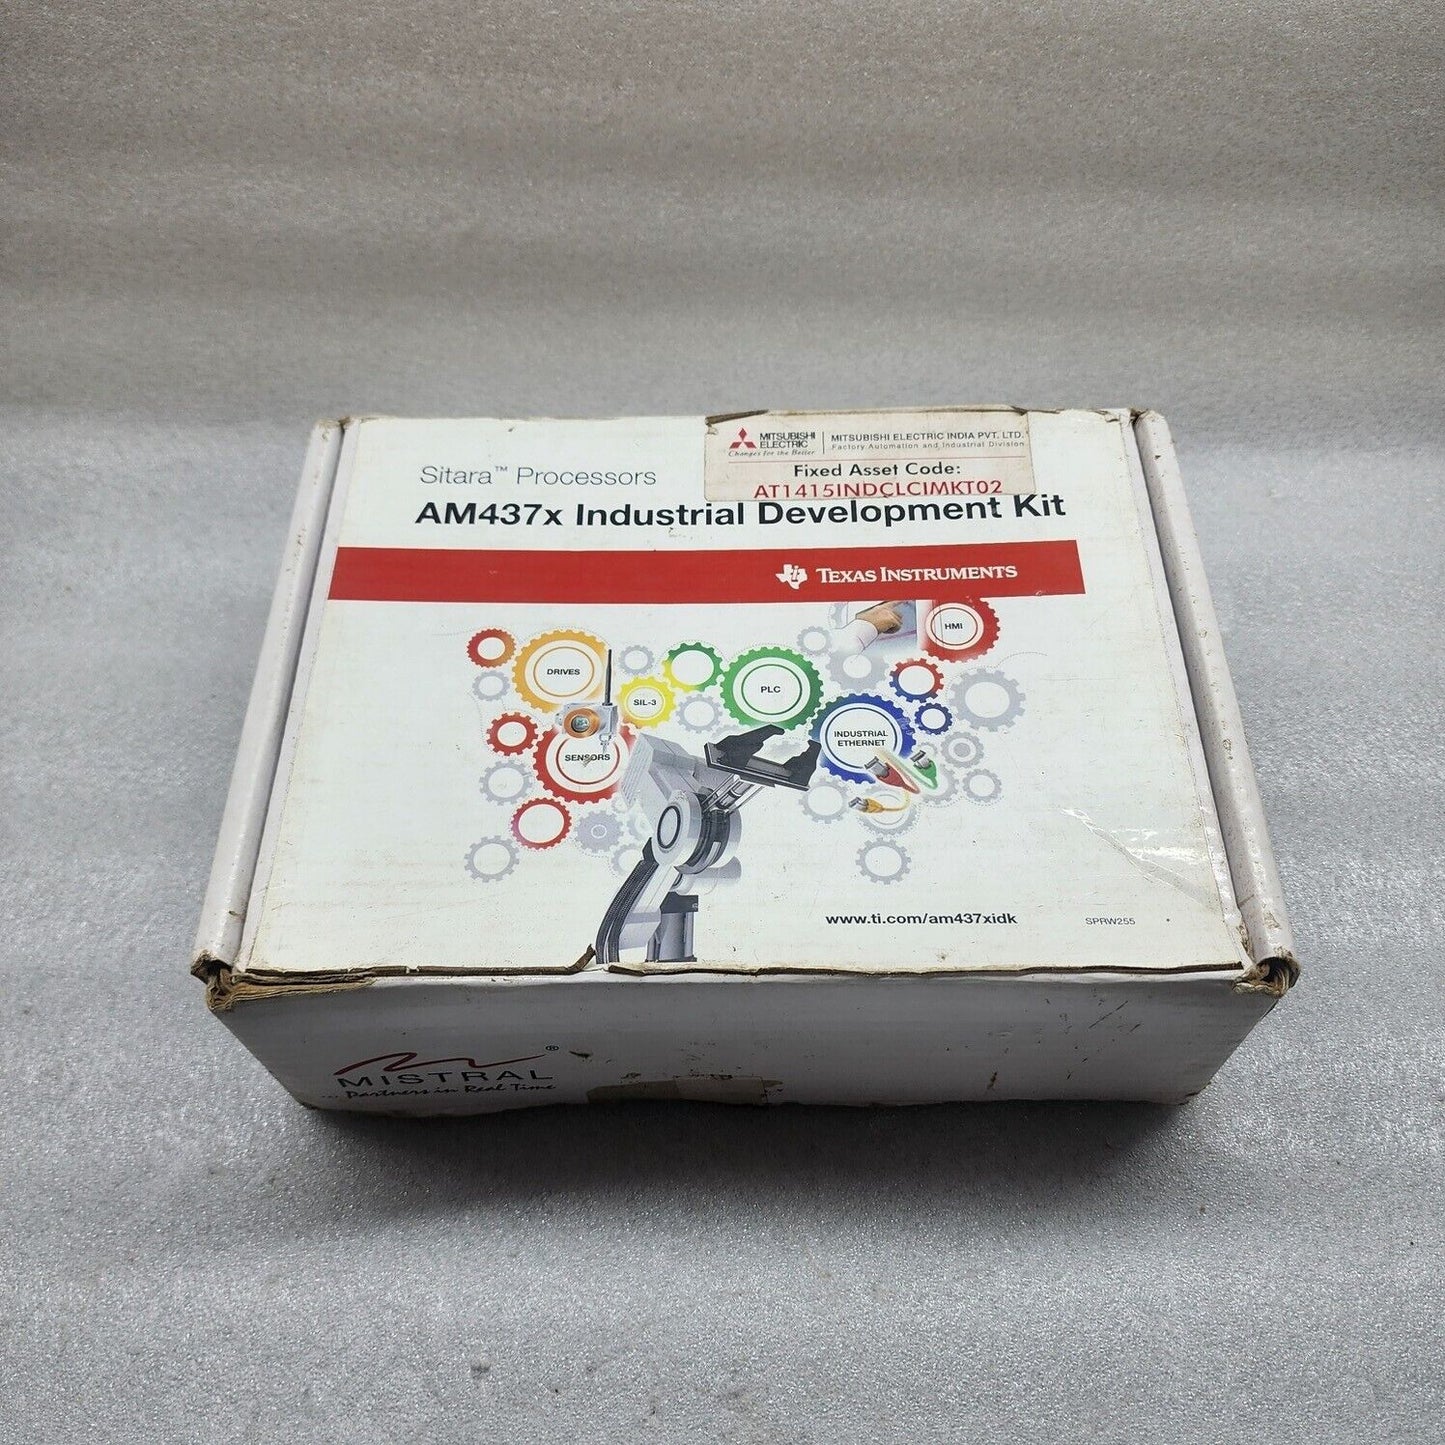 MITSUBISHI ELECTRIC
Changes for the Better
MITSUBISHI ELECTRIC INDIA PVT. LTD.
Factory Automation and Industrial Division
Fixed Asset Code:
AT1415INDCLCIMKT02
Sitara™ Processors
AM437x Industrial Development Kit
TEXAS INSTRUMENTS
HMI
DRIVES
SIL-3
PLC
INDUSTRIAL
ETHERNET
SENSORS
www.ti.com/am437xidk
SPRW255
MISTRAL®
... Partners in Real Time